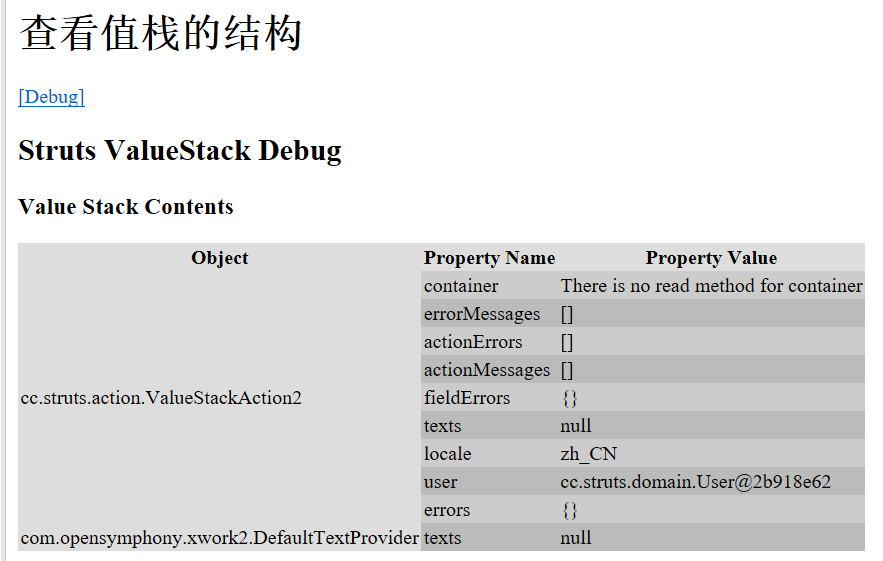 查看值栈的结构
[Debug]
Struts ValueStack Debug
Value Stack Contents
Object Property Name Property Value
container There is no read method for container
errorMessages []
actionErrors []
actionMessages []
cc.struts.action.ValueStackAction2 fieldErrors {}
texts null
locale zh_CN
user cc.struts.domain.User@2b918e62
errors {}
com.opensymphony.xwork2.DefaultTextProvider texts null